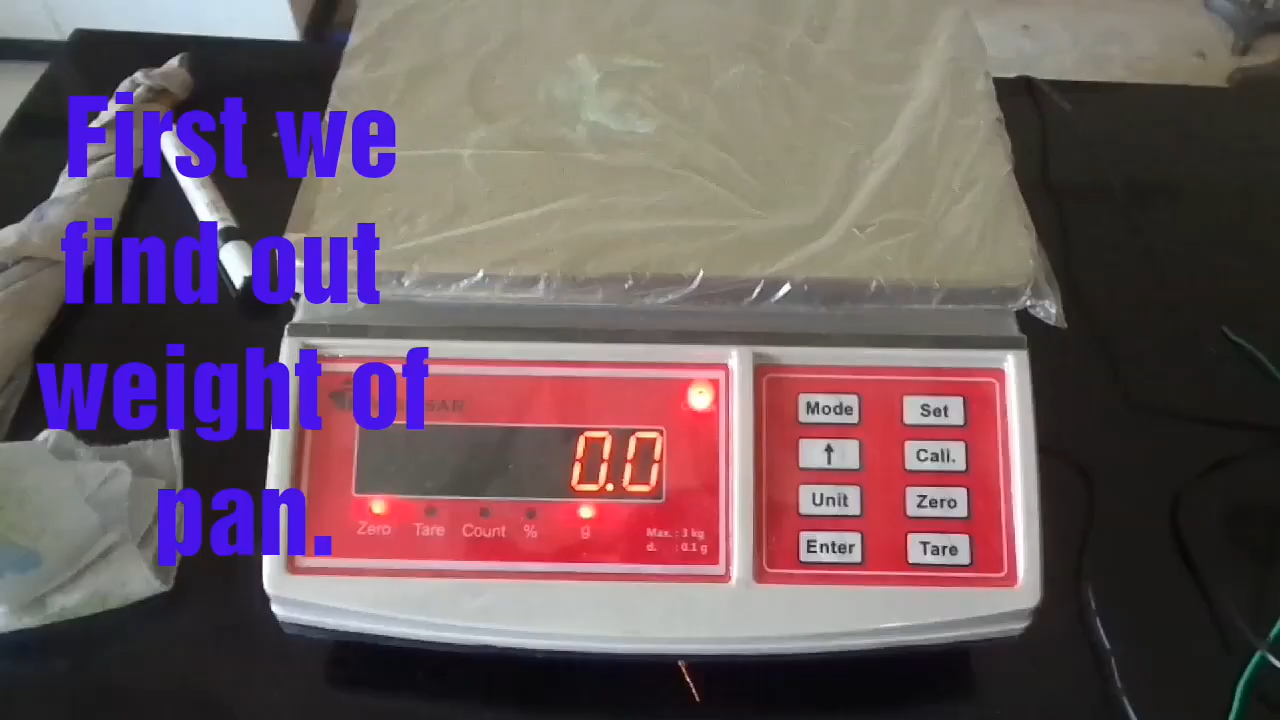 First we
find out
weight of
pan.
0.0
Zero Tare Count % g
Max. : 3 kg
d. : 0.1 g
Mode Set
↑ Cali.
Unit Zero
Enter Tare